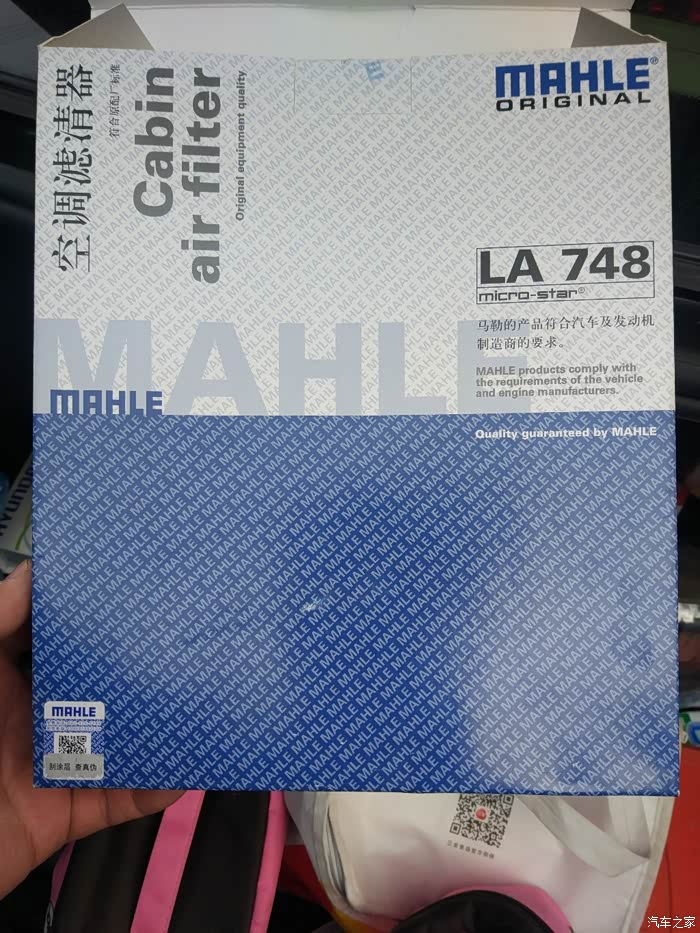 空调滤清器
符合原配厂标准
Cabin
air filter
Original equipment quality
MAHLE®
ORIGINAL
LA 748
micro-star®
马勒的产品符合汽车及发动机
制造商的要求。
MAHLE products comply with
the requirements of the vehicle
and engine manufacturers.
MAHLE
MAHLE
Quality guaranteed by MAHLE
MAHLE
刮涂层 查真伪
汽车之家